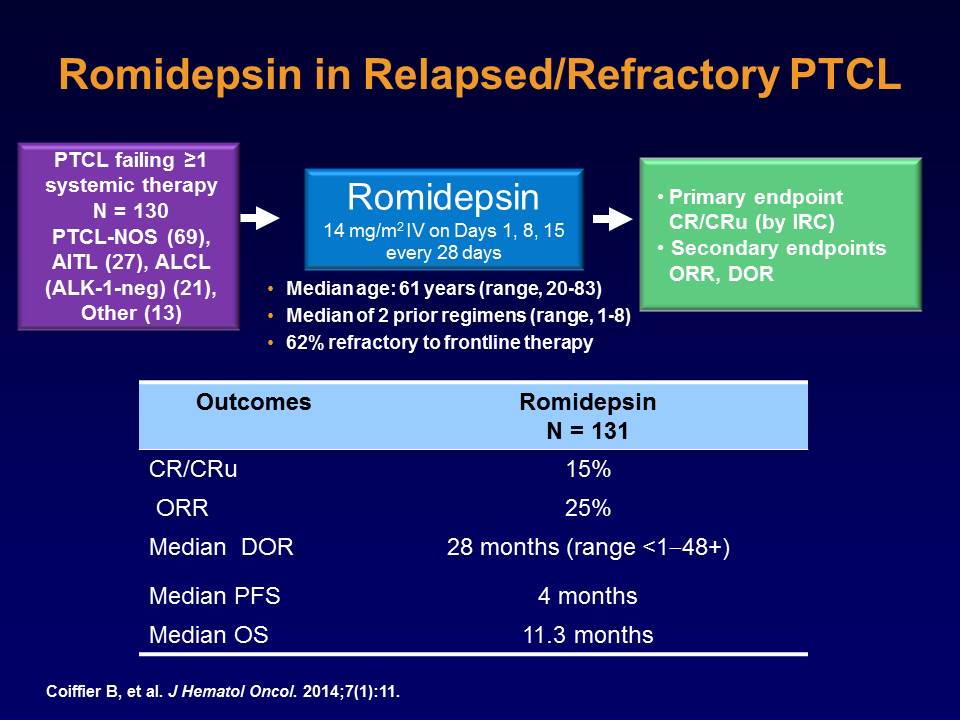 Romidepsin in Relapsed/Refractory PTCL
PTCL failing ≥1
systemic therapy
N = 130
PTCL-NOS (69),
AITL (27), ALCL
(ALK-1-neg) (21),
Other (13)
Romidepsin
14 mg/m² IV on Days 1, 8, 15
every 28 days
• Median age: 61 years (range, 20-83)
• Median of 2 prior regimens (range, 1-8)
• 62% refractory to frontline therapy
• Primary endpoint
CR/CRu (by IRC)
• Secondary endpoints
ORR, DOR
Outcomes Romidepsin
N = 131
CR/CRu 15%
ORR 25%
Median DOR 28 months (range <1–48+)
Median PFS 4 months
Median OS 11.3 months
Coiffier B, et al. J Hematol Oncol. 2014;7(1):11.